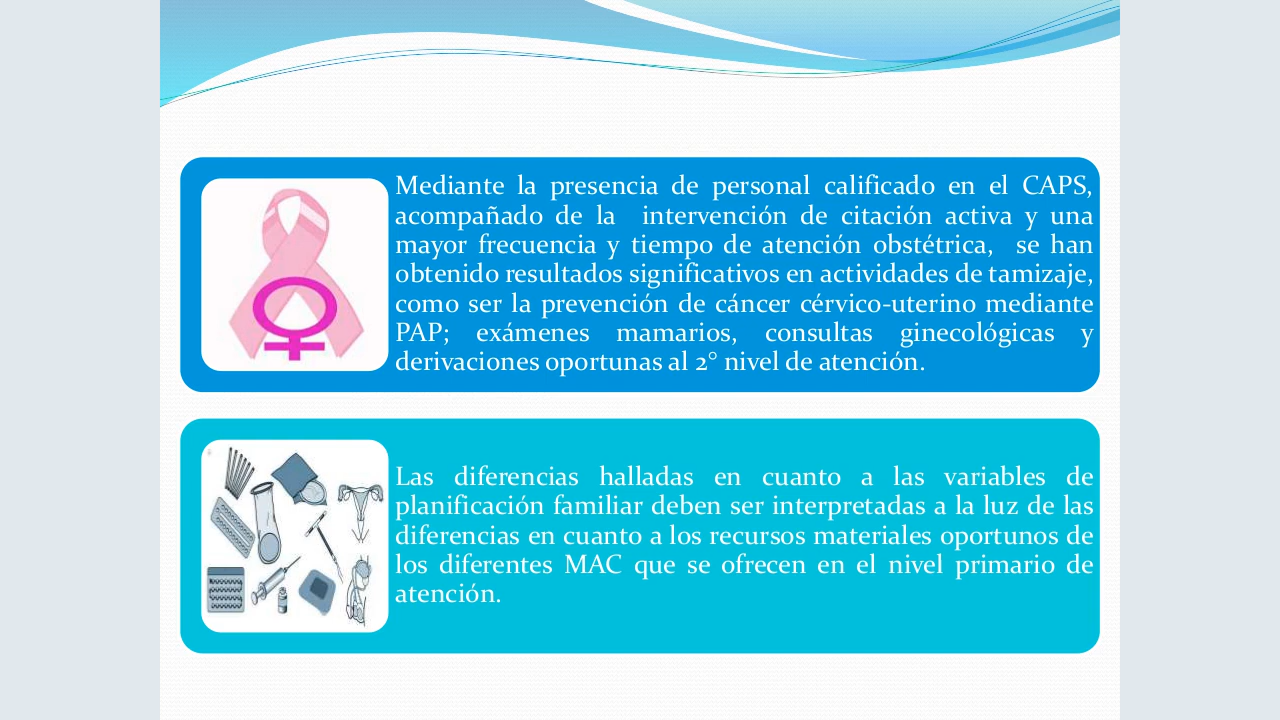 Mediante la presencia de personal calificado en el CAPS,
acompañado de la intervención de citación activa y una
mayor frecuencia y tiempo de atención obstétrica, se han
obtenido resultados significativos en actividades de tamizaje,
como ser la prevención de cáncer cérvico-uterino mediante
PAP; exámenes mamarios, consultas ginecológicas y
derivaciones oportunas al 2° nivel de atención.
Las diferencias halladas en cuanto a las variables de
planificación familiar deben ser interpretadas a la luz de las
diferencias en cuanto a los recursos materiales oportunos de
los diferentes MAC que se ofrecen en el nivel primario de
atención.